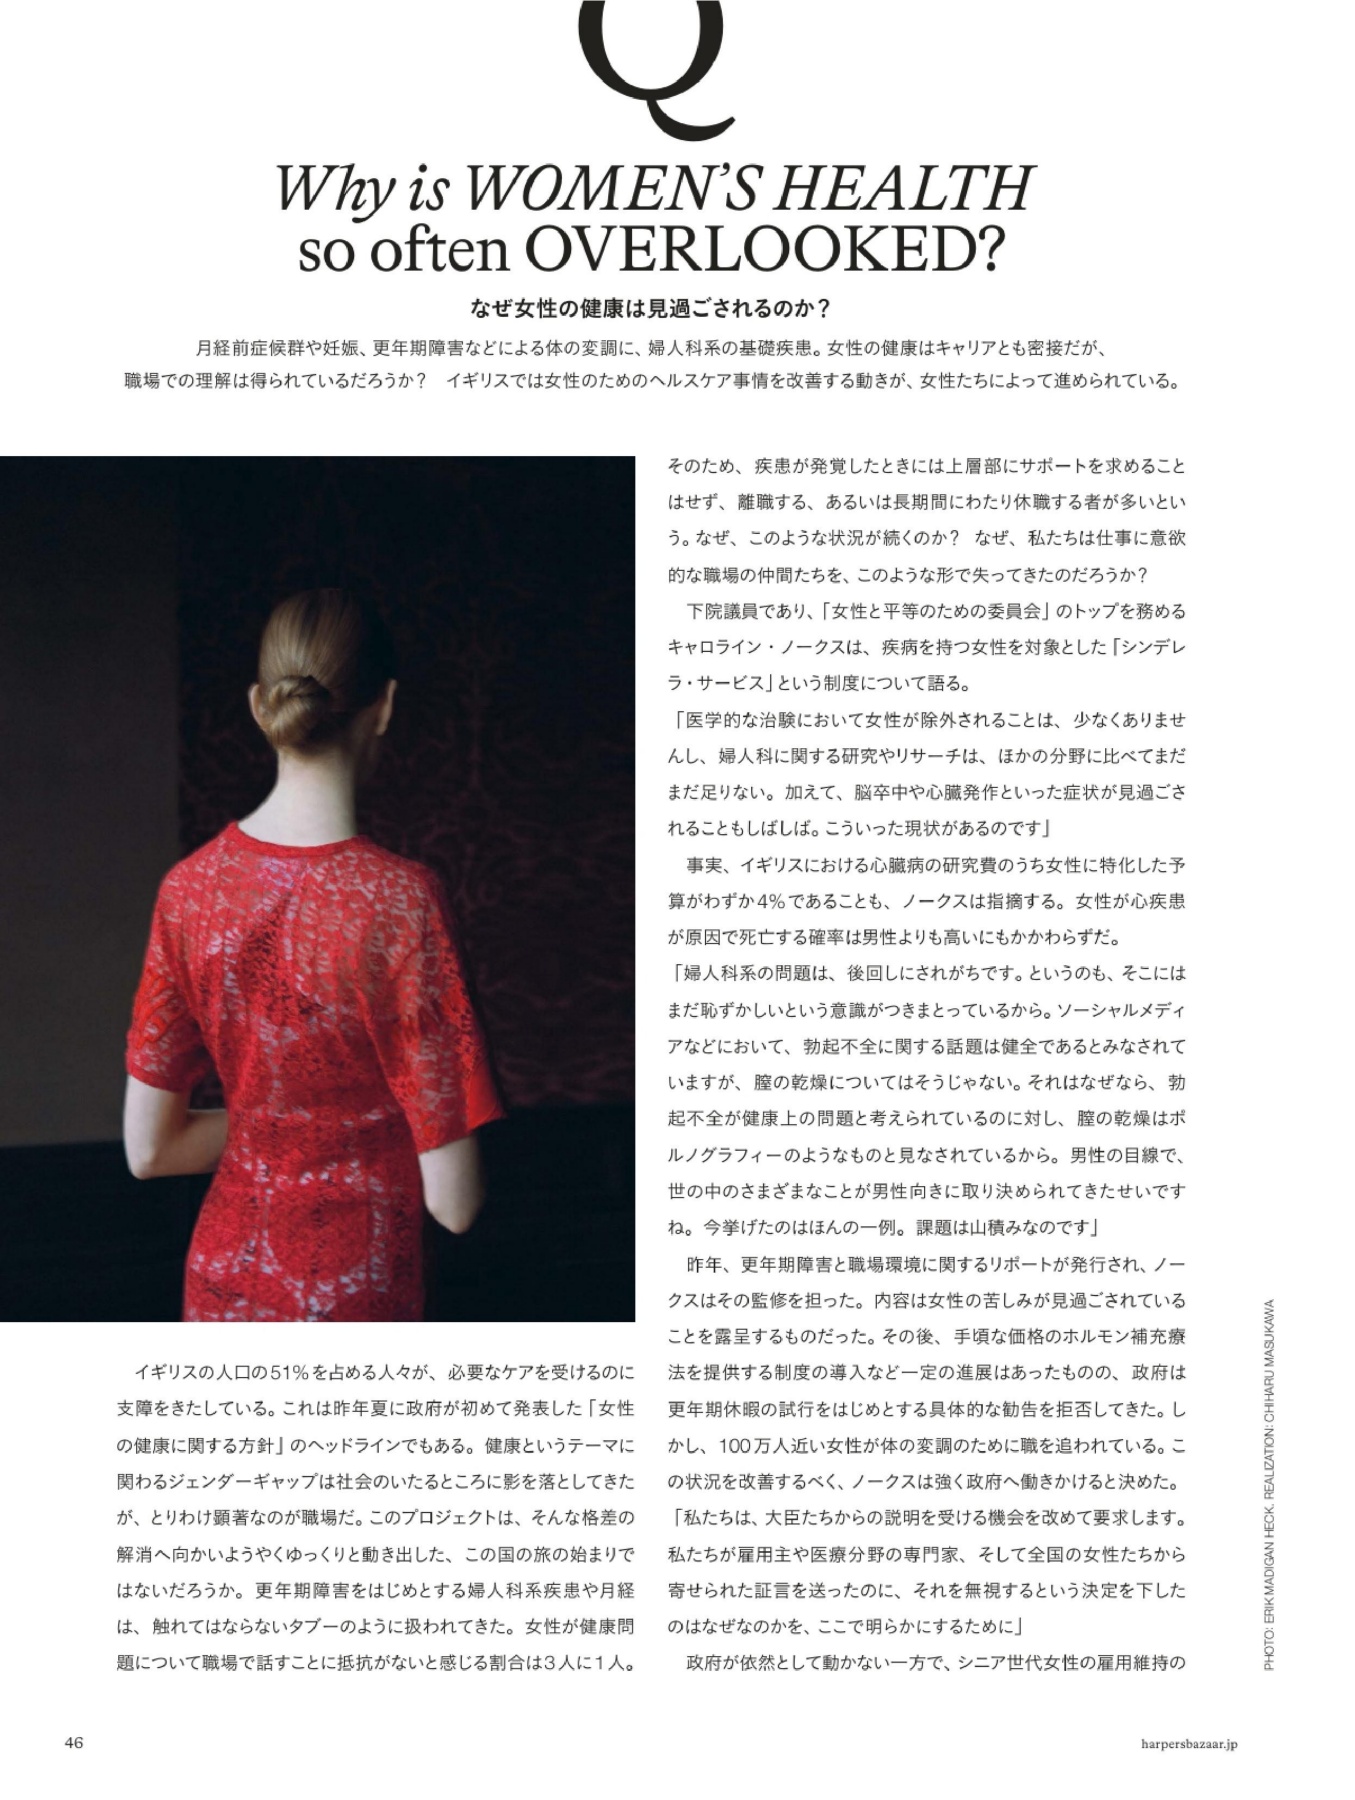 Q
Why is WOMEN'S HEALTH
so often OVERLOOKED?
なぜ女性の健康は見過ごされるのか？
月経前症候群や妊娠、更年期障害などによる体の変調に、婦人科系の基礎疾患。女性の健康はキャリアとも密接だが、
職場での理解は得られているだろうか？　イギリスでは女性のためのヘルスケア事情を改善する動きが、女性たちによって進められている。
イギリスの人口の51%を占める人々が、必要なケアを受けるのに
支障をきたしている。これは昨年夏に政府が初めて発表した「女性
の健康に関する方針」のヘッドラインでもある。健康というテーマに
関わるジェンダーギャップは社会のいたるところに影を落としてきた
が、とりわけ顕著なのが職場だ。このプロジェクトは、そんな格差の
解消へ向かいようやくゆっくりと動き出した、この国の旅の始まりで
はないだろうか。更年期障害をはじめとする婦人科系疾患や月経
は、触れてはならないタブーのように扱われてきた。女性が健康問
題について職場で話すことに抵抗がないと感じる割合は3人に1人。
そのため、疾患が発覚したときには上層部にサポートを求めること
はせず、離職する、あるいは長期間にわたり休職する者が多いとい
う。なぜ、このような状況が続くのか？　なぜ、私たちは仕事に意欲
的な職場の仲間たちを、このような形で失ってきたのだろうか？
下院議員であり、「女性と平等のための委員会」のトップを務める
キャロライン・ノークスは、疾病を持つ女性を対象とした「シンデレ
ラ・サービス」という制度について語る。
「医学的な治験において女性が除外されることは、少なくありませ
んし、婦人科に関する研究やリサーチは、ほかの分野に比べてまだ
まだ足りない。加えて、脳卒中や心臓発作といった症状が見過ごさ
れることもしばしば。こういった現状があるのです」
事実、イギリスにおける心臓病の研究費のうち女性に特化した予
算がわずか4%であることも、ノークスは指摘する。女性が心疾患
が原因で死亡する確率は男性よりも高いにもかかわらずだ。
「婦人科系の問題は、後回しにされがちです。というのも、そこには
まだ恥ずかしいという意識がつきまとっているから。ソーシャルメディ
アなどにおいて、勃起不全に関する話題は健全であるとみなされて
いますが、膣の乾燥についてはそうじゃない。それはなぜなら、勃
起不全が健康上の問題と考えられているのに対し、膣の乾燥はポ
ルノグラフィーのようなものと見なされているから。男性の目線で、
世の中のさまざまなことが男性向きに取り決められてきたせいです
ね。今挙げたのはほんの一例。課題は山積みなのです」
昨年、更年期障害と職場環境に関するリポートが発行され、ノー
クスはその監修を担った。内容は女性の苦しみが見過ごされている
ことを露呈するものだった。その後、手頃な価格のホルモン補充療
法を提供する制度の導入など一定の進展はあったものの、政府は
更年期休暇の試行をはじめとする具体的な勧告を拒否してきた。し
かし、100万人近い女性が体の変調のために職を追われている。こ
の状況を改善するべく、ノークスは強く政府へ働きかけると決めた。
「私たちは、大臣たちからの説明を受ける機会を改めて要求します。
私たちが雇用主や医療分野の専門家、そして全国の女性たちから
寄せられた証言を送ったのに、それを無視するという決定を下した
のはなぜなのかを、ここで明らかにするために」
政府が依然として動かない一方で、シニア世代女性の雇用維持の
PHOTO: ERIK MADIGAN HECK. REALIZATION: CHIHARU MASUKAWA
46
harpersbazaar.jp